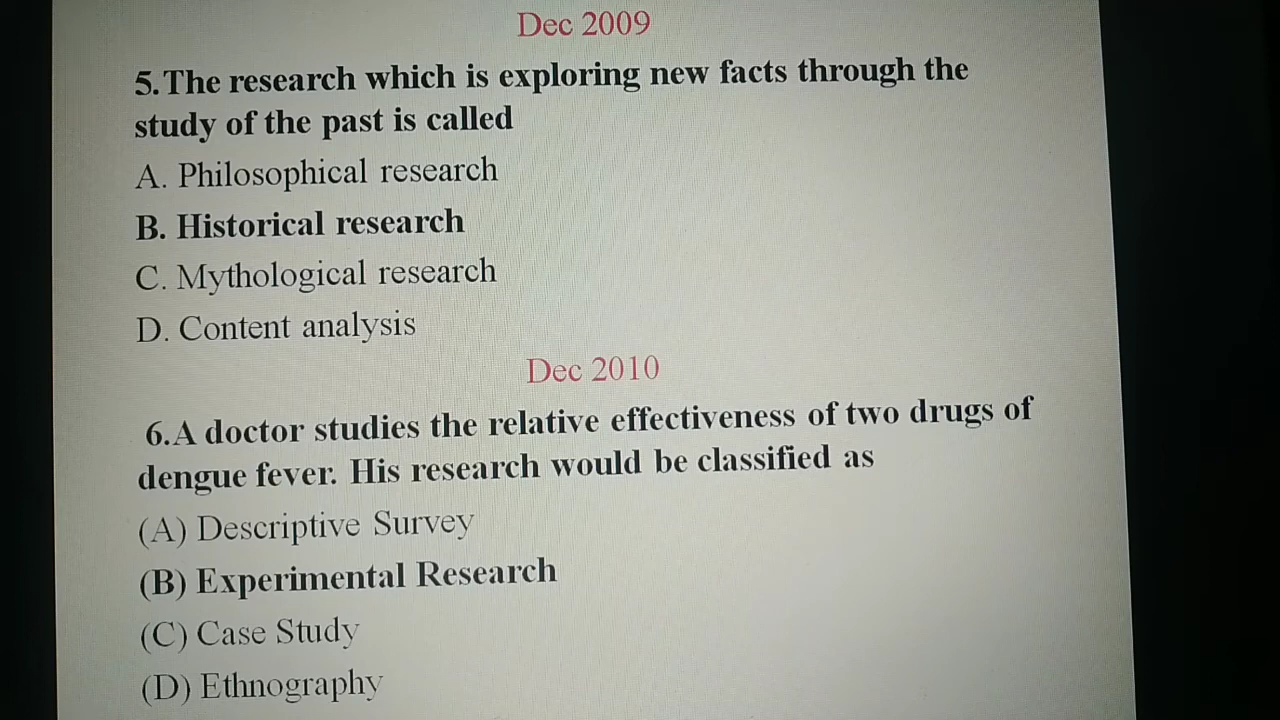 Dec 2009
5.The research which is exploring new facts through the
study of the past is called
A. Philosophical research
B. Historical research
C. Mythological research
D. Content analysis
Dec 2010
6.A doctor studies the relative effectiveness of two drugs of
dengue fever. His research would be classified as
(A) Descriptive Survey
(B) Experimental Research
(C) Case Study
(D) Ethnography